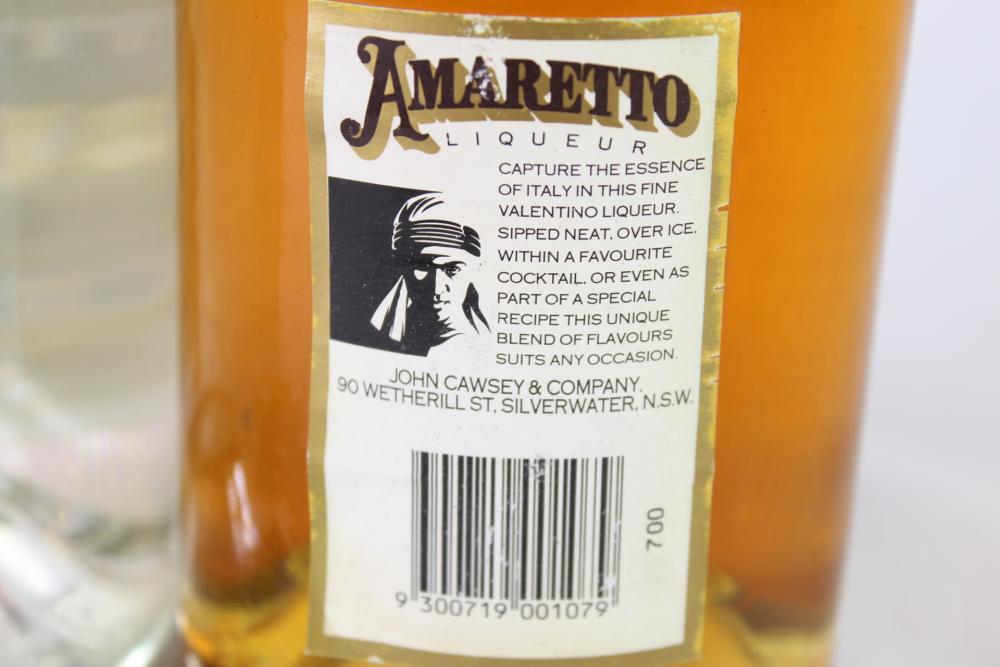 AMARETTO
LIQUEUR
CAPTURE THE ESSENCE
OF ITALY IN THIS FINE
VALENTINO LIQUEUR.
SIPPED NEAT, OVER ICE,
WITHIN A FAVOURITE
COCKTAIL, OR EVEN AS
PART OF A SPECIAL
RECIPE THIS UNIQUE
BLEND OF FLAVOURS
SUITS ANY OCCASION.
JOHN CAWSEY & COMPANY,
90 WETHERILL ST, SILVERWATER, N.S.W.
700
9 300719 001079